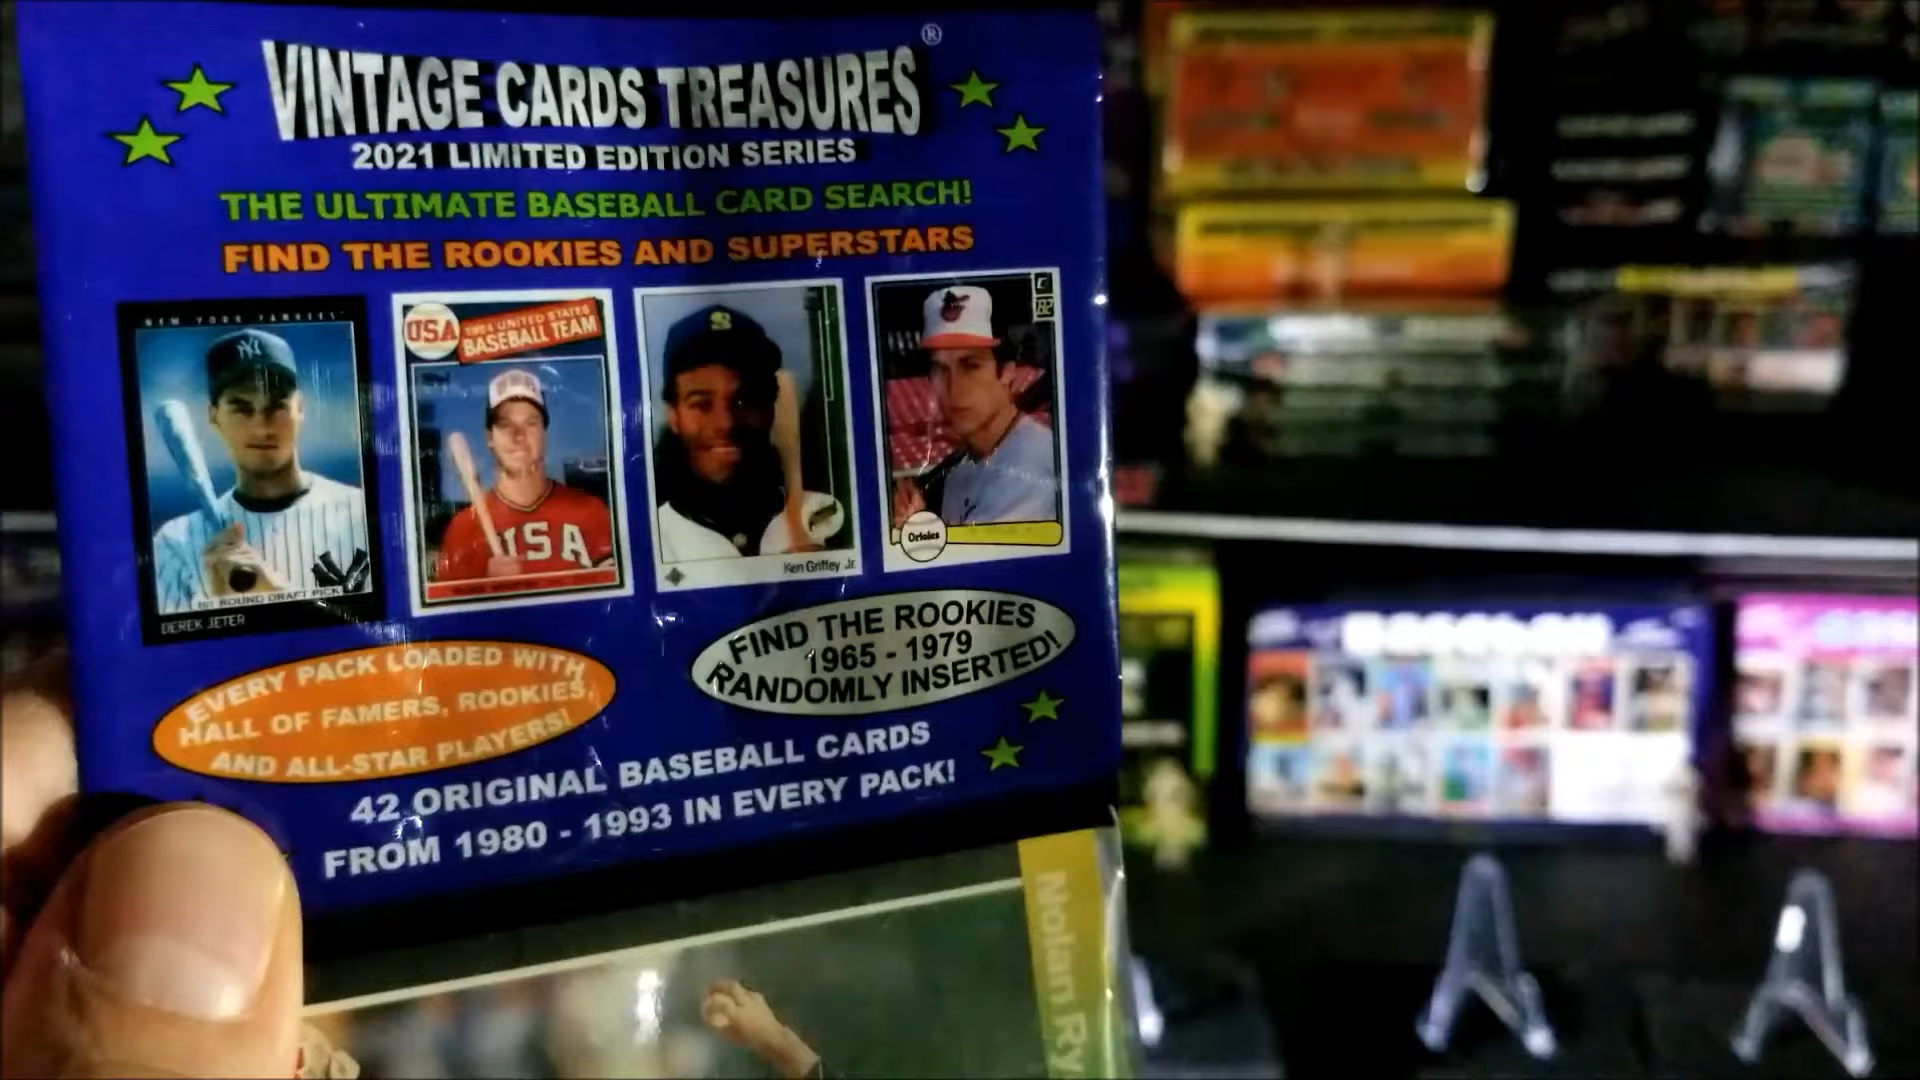 VINTAGE CARDS TREASURES®
2021 LIMITED EDITION SERIES
THE ULTIMATE BASEBALL CARD SEARCH!
FIND THE ROOKIES AND SUPERSTARS
NEW YORK YANKEES
NY
1ST ROUND DRAFT PICK
DEREK JETER
USA
1984 UNITED STATES
BASEBALL TEAM
USA
S
Ken Griffey Jr.
82
Orioles
EVERY PACK LOADED WITH
HALL OF FAMERS, ROOKIES,
AND ALL-STAR PLAYERS!
FIND THE ROOKIES
1965 - 1979
RANDOMLY INSERTED!
42 ORIGINAL BASEBALL CARDS
FROM 1980 - 1993 IN EVERY PACK!
Nolan Ry